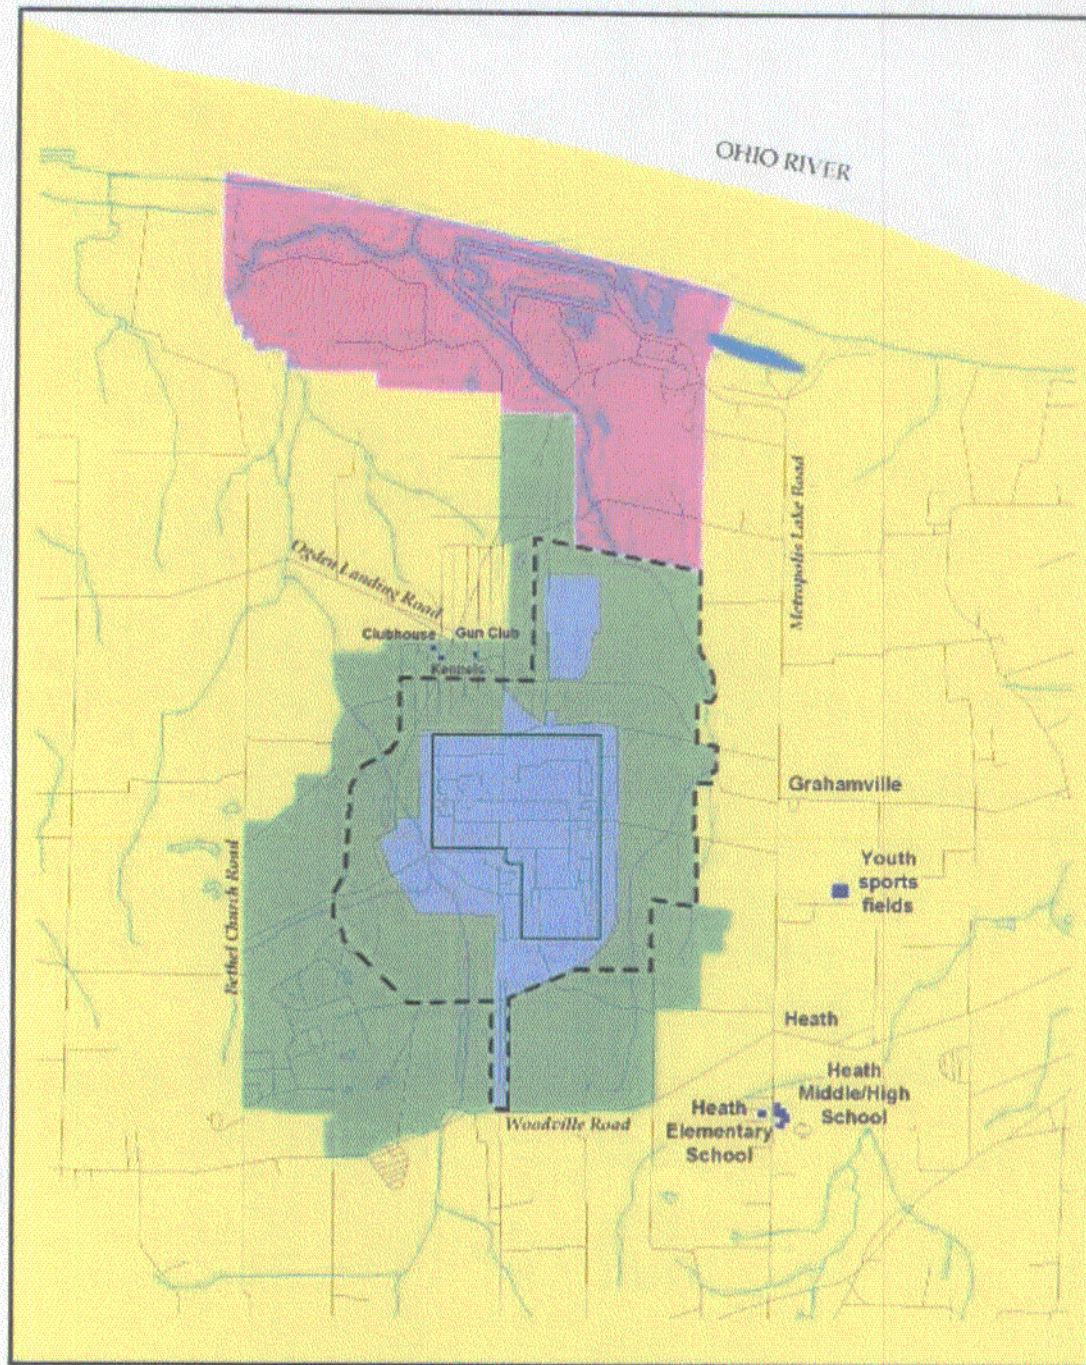 OHIO RIVER
Metropolis Lake Road
Ogden Landing Road
Clubhouse
Gun Club
Kennels
Grahamville
Youth
sports
fields
Bethel Church Road
Heath
Heath
Middle/High
School
Heath
Elementary
School
Woodville Road